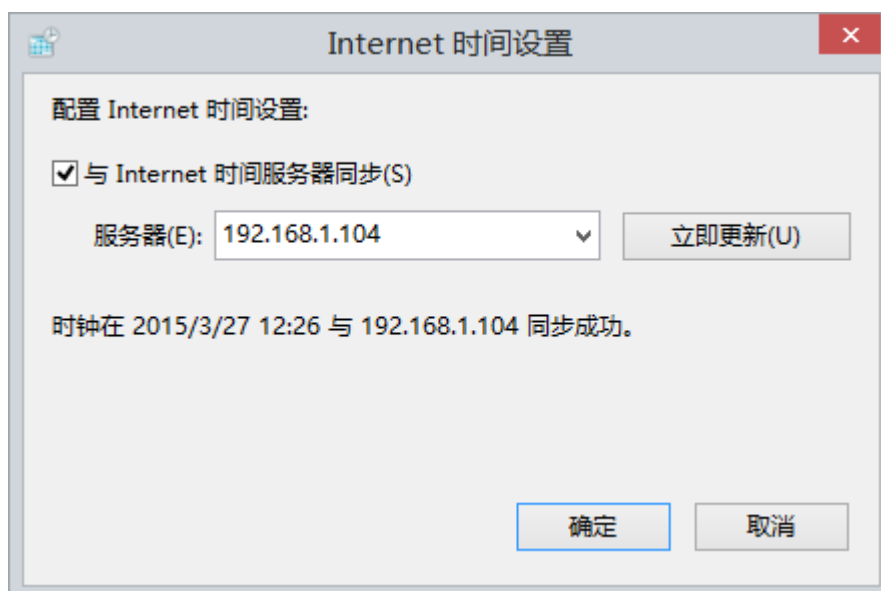 Internet 时间设置
配置 Internet 时间设置:
与 Internet 时间服务器同步(S)
服务器(E): 192.168.1.104 立即更新(U)
时钟在 2015/3/27 12:26 与 192.168.1.104 同步成功。
确定 取消